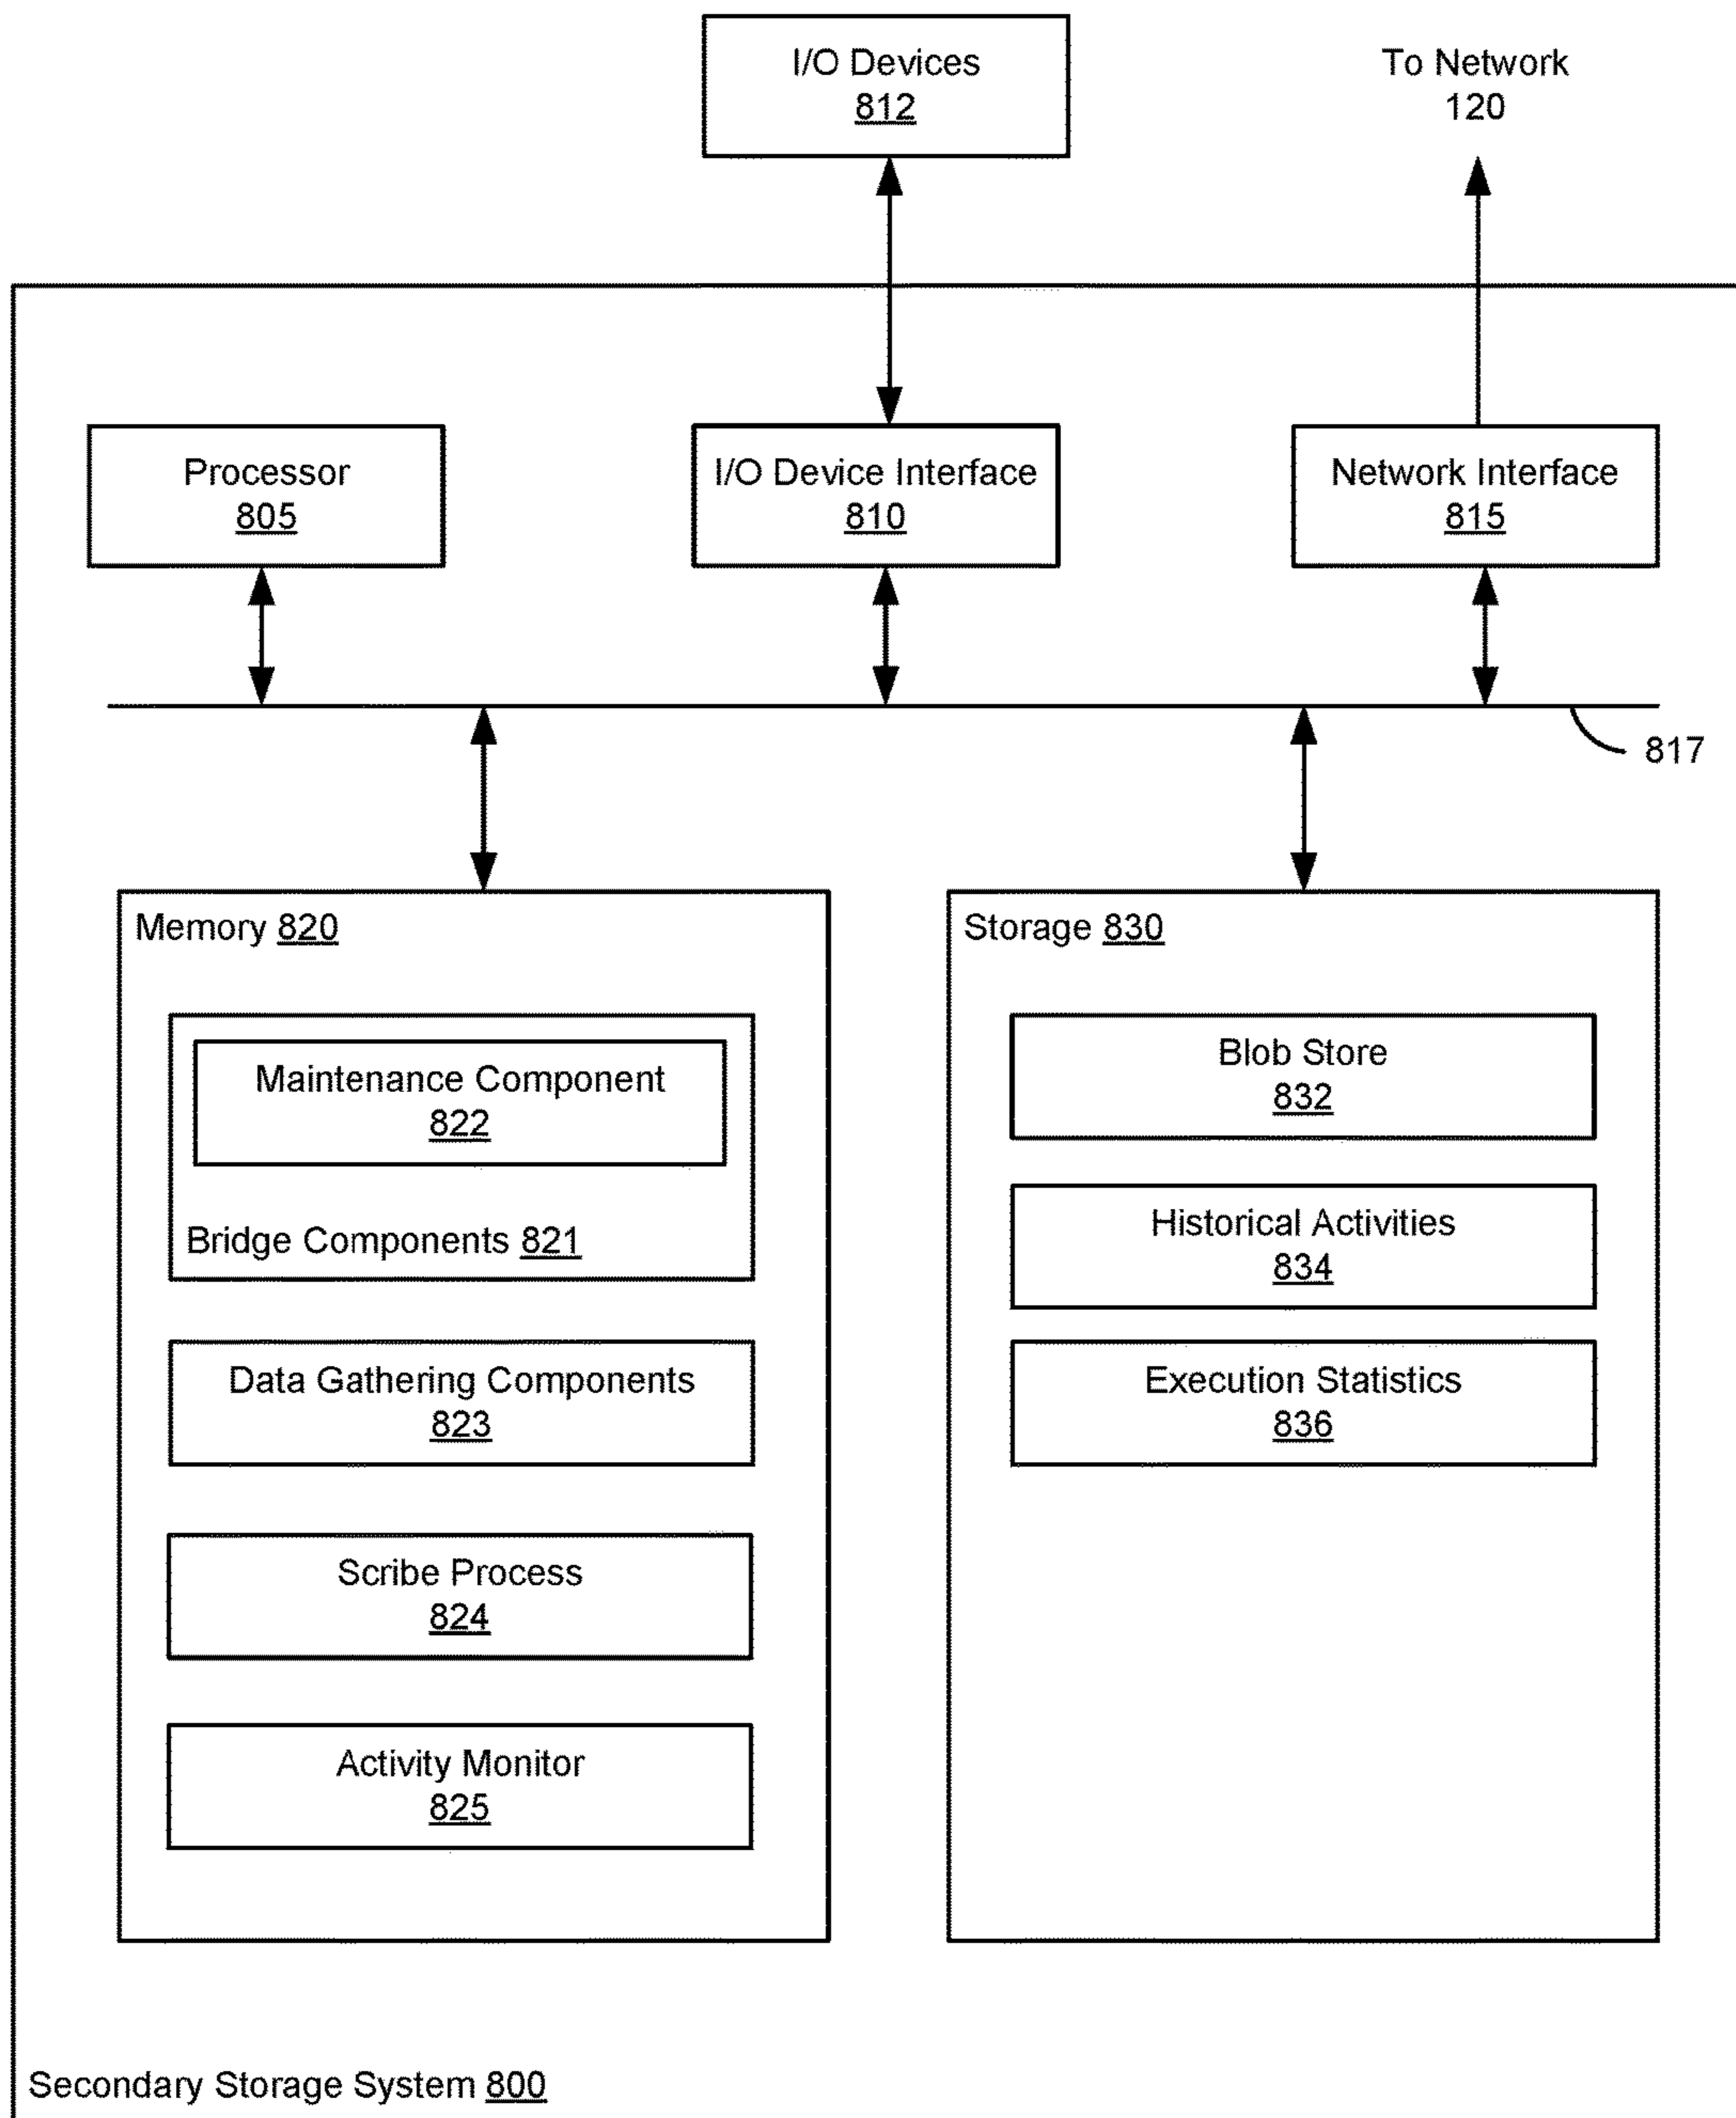 I/O Devices
812
To Network
120
Processor
805
I/O Device Interface
810
Network Interface
815
817
Memory 820
Maintenance Component
822
Bridge Components 821
Data Gathering Components
823
Scribe Process
824
Activity Monitor
825
Storage 830
Blob Store
832
Historical Activities
834
Execution Statistics
836
Secondary Storage System 800